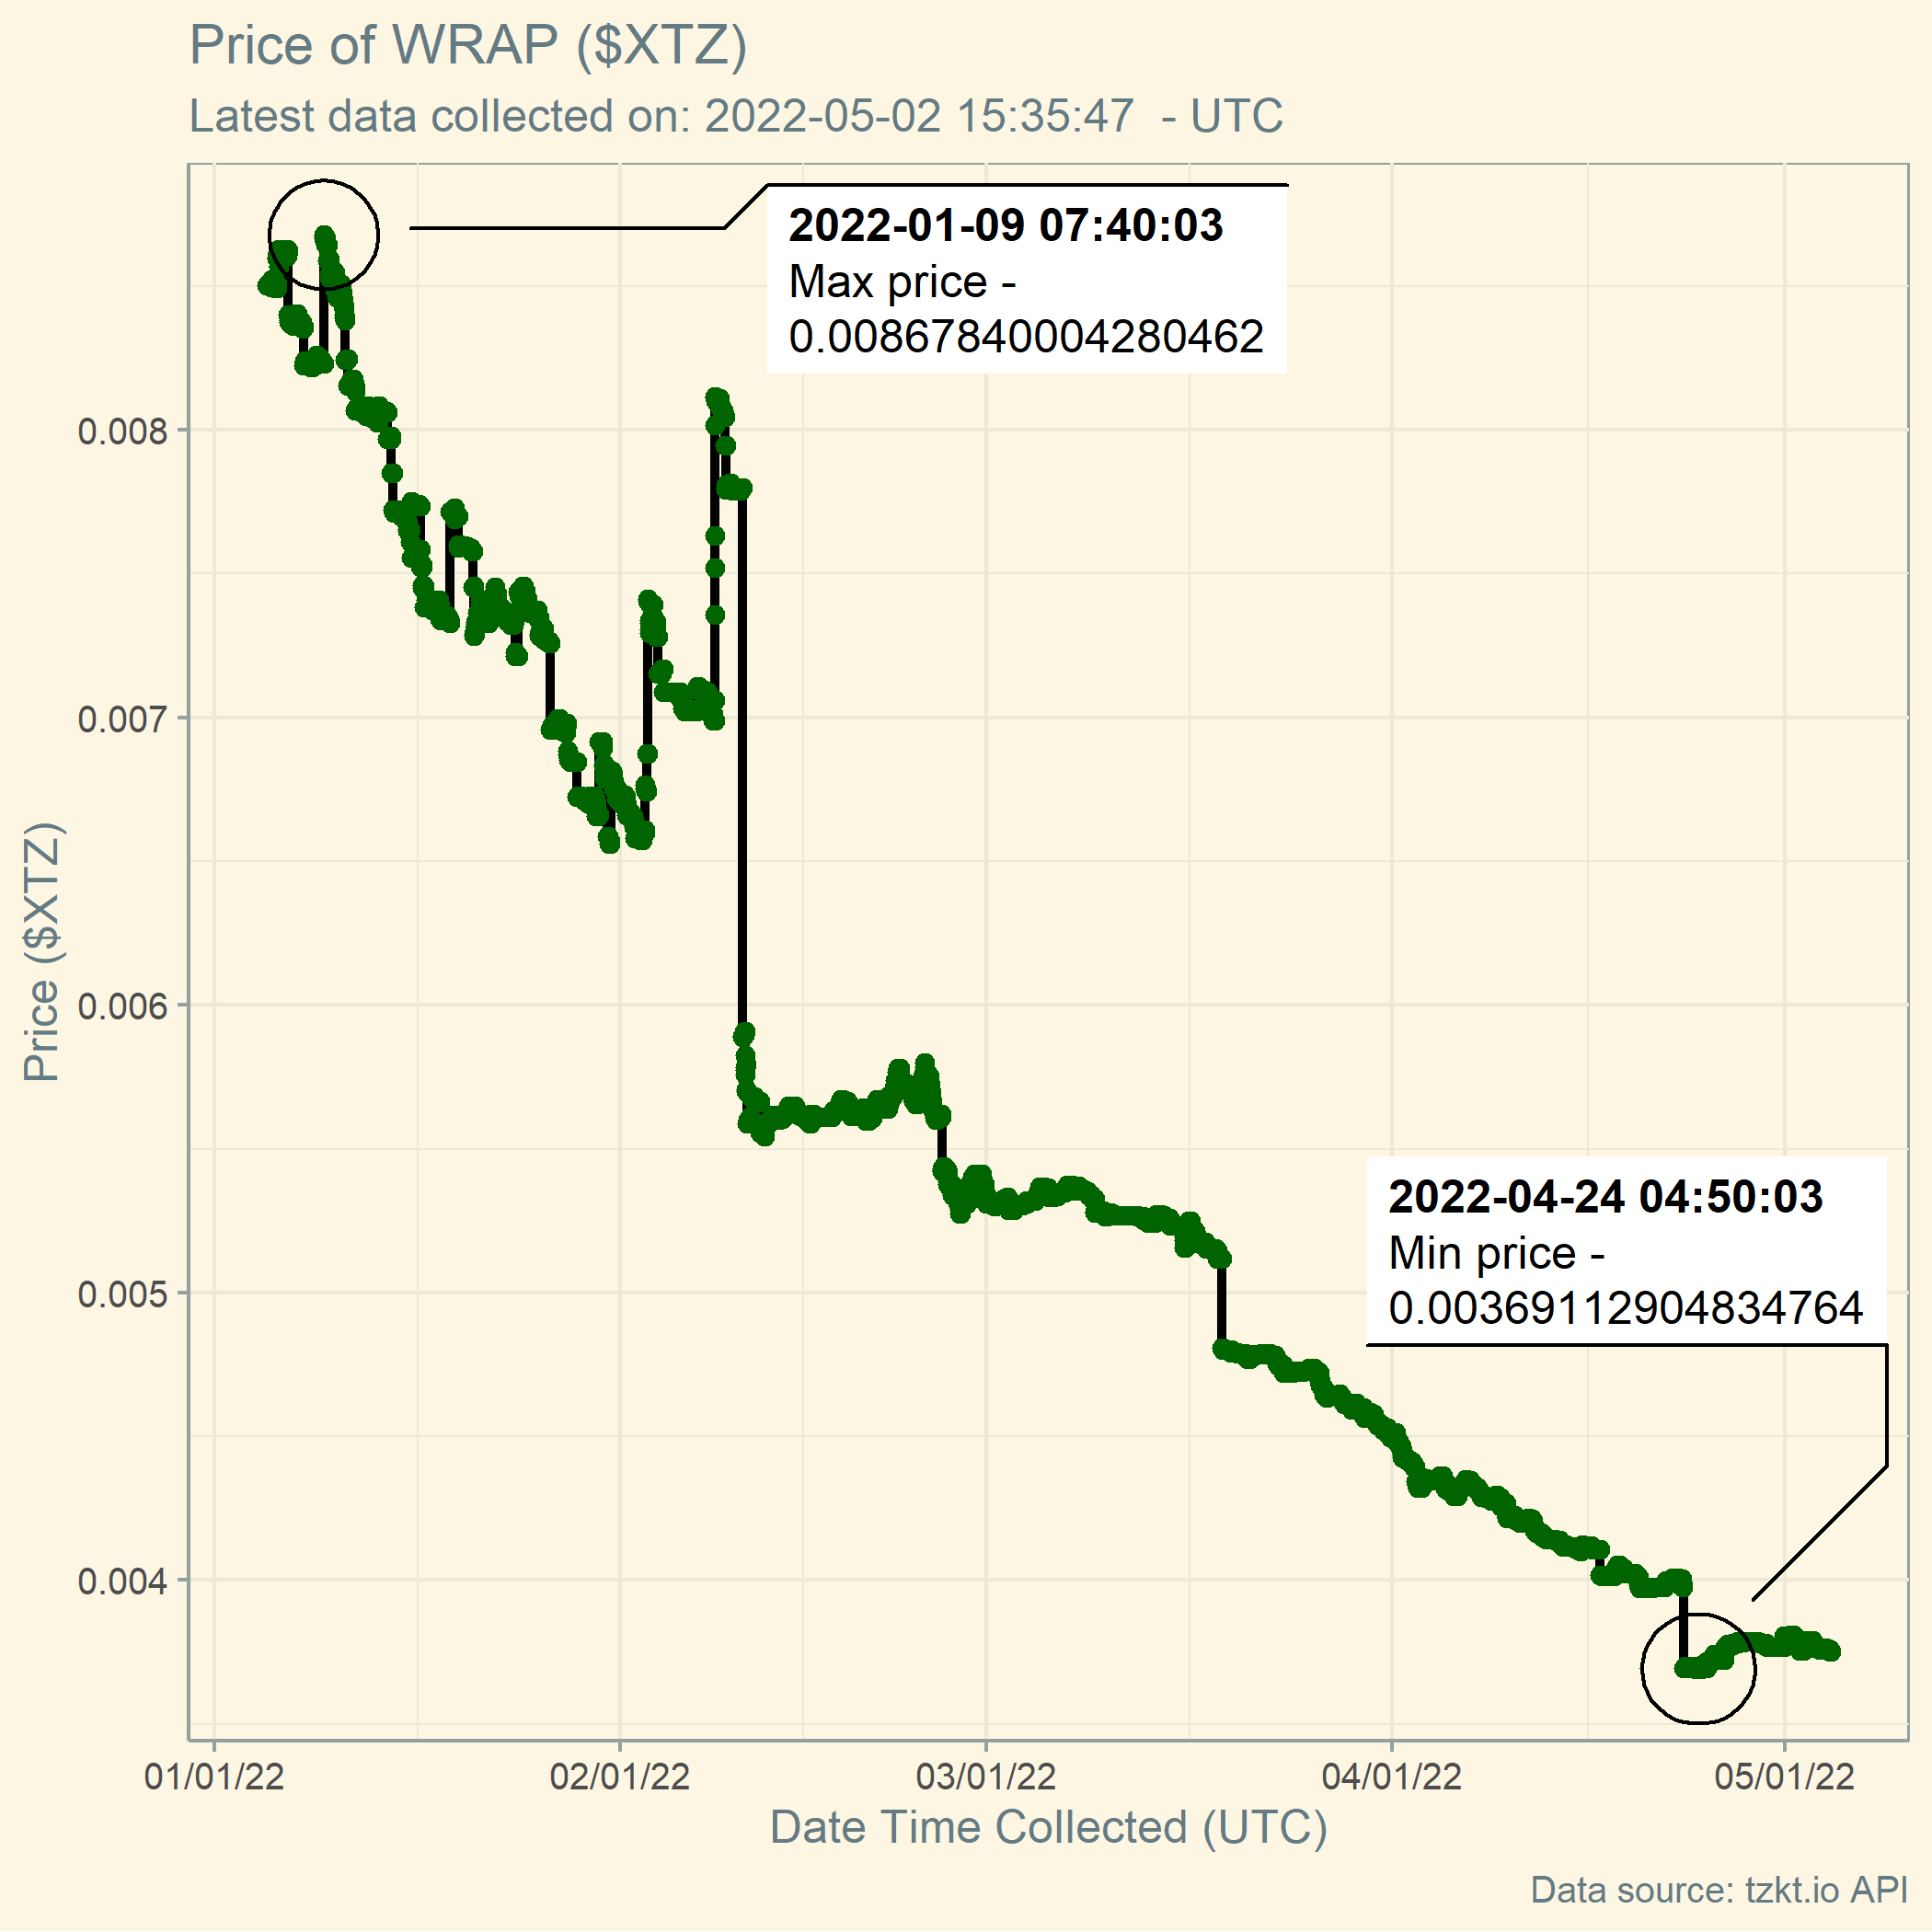 Price of WRAP ($XTZ)
Latest data collected on: 2022-05-02 15:35:47  - UTC
2022-01-09 07:40:03
Max price -
0.00867840004280462
0.008
0.007
0.006
0.005
0.004
Price ($XTZ)
2022-04-24 04:50:03
Min price -
0.00369112904834764
01/01/22
02/01/22
03/01/22
04/01/22
05/01/22
Date Time Collected (UTC)
Data source: tzkt.io API